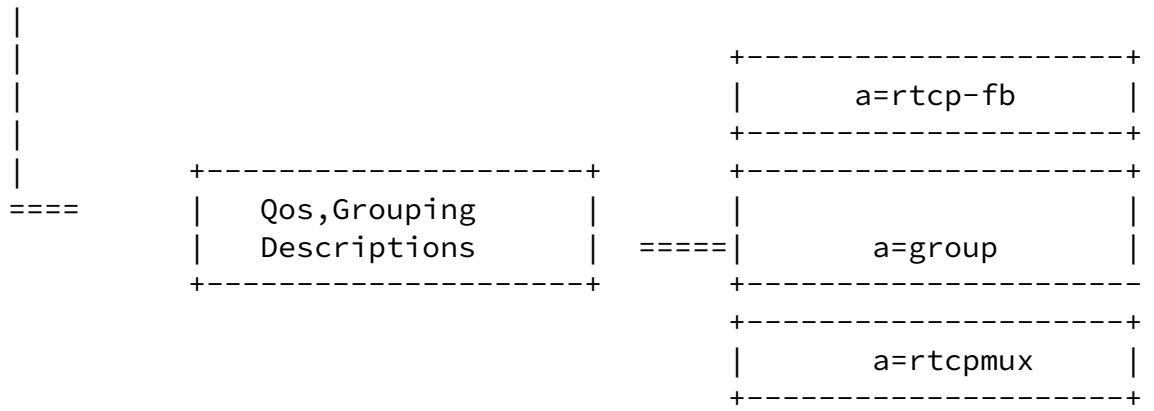 a=rtcp-fb
Qos,Grouping
Descriptions
a=group
a=rtcpmux